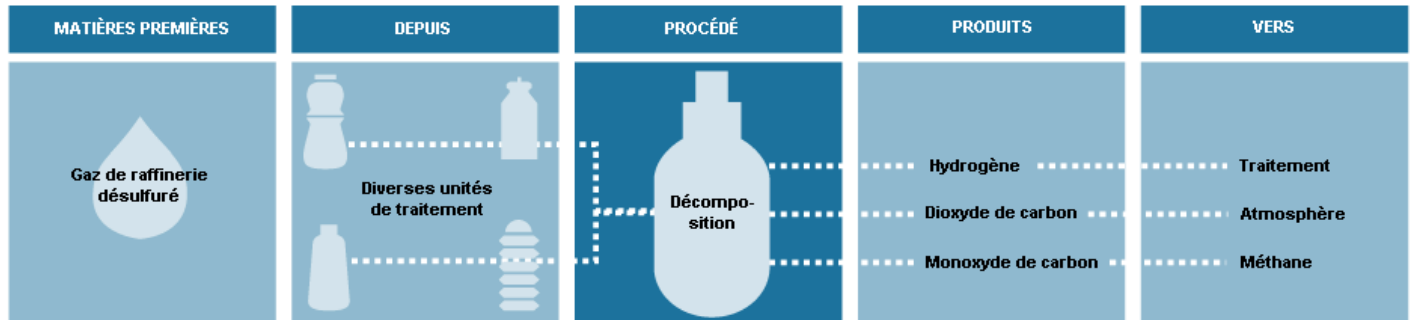 MATIÈRES PREMIÈRES
DEPUIS
PROCÉDÉ
PRODUITS
VERS
Gaz de raffinerie
désulfuré
Diverses unités
de traitement
Décompo-
sition
Hydrogène
Traitement
Dioxyde de carbon
Atmosphère
Monoxyde de carbon
Méthane